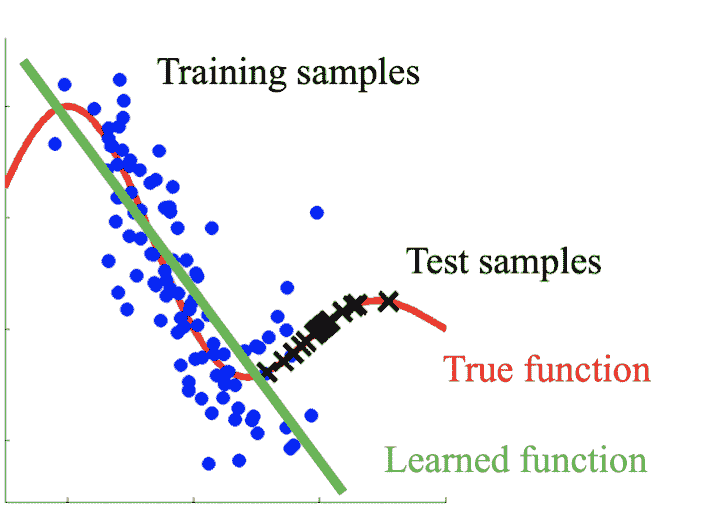 Training samples
Test samples
True function
Learned function